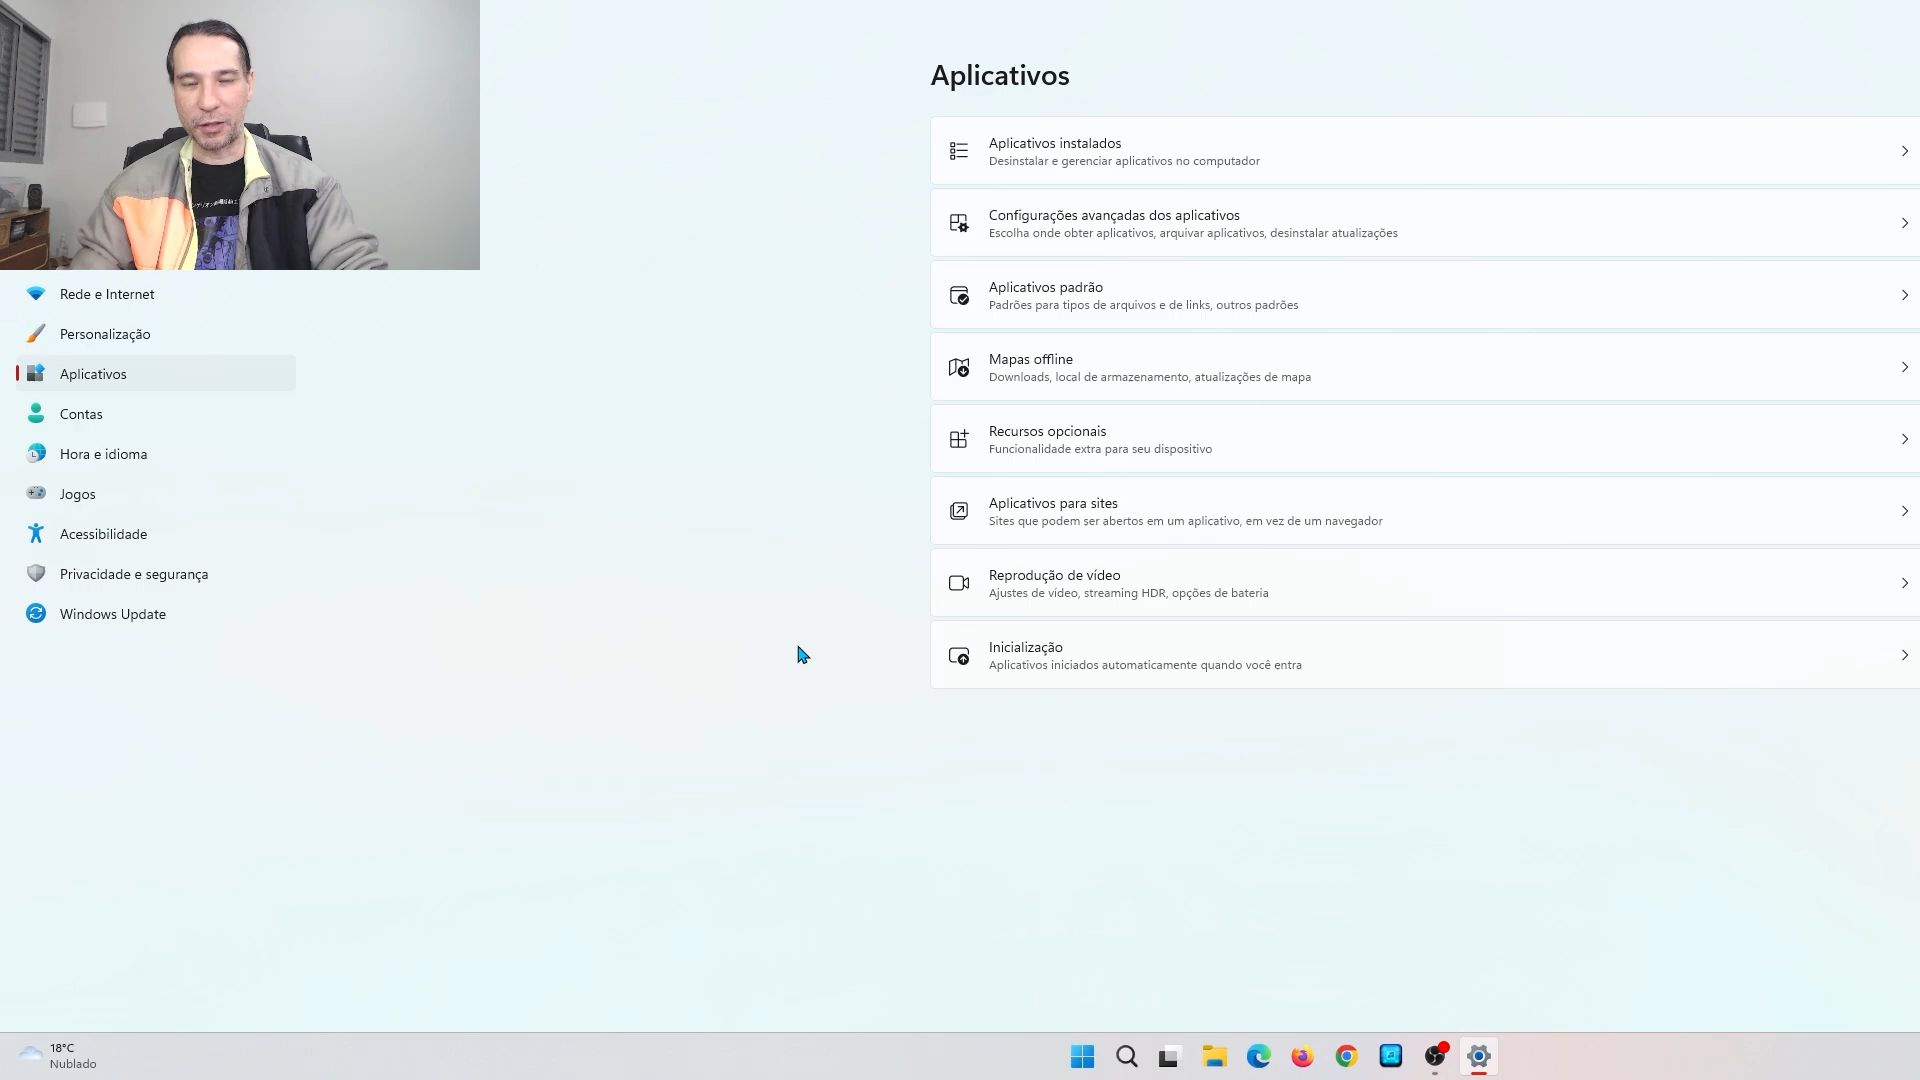 Rede e Internet
Personalização
Aplicativos
Contas
Hora e idioma
Jogos
Acessibilidade
Privacidade e segurança
Windows Update
Aplicativos
Aplicativos instalados
Desinstalar e gerenciar aplicativos no computador
Configurações avançadas dos aplicativos
Escolha onde obter aplicativos, arquivar aplicativos, desinstalar atualizações
Aplicativos padrão
Padrões para tipos de arquivos e de links, outros padrões
Mapas offline
Downloads, local de armazenamento, atualizações de mapa
Recursos opcionais
Funcionalidade extra para seu dispositivo
Aplicativos para sites
Sites que podem ser abertos em um aplicativo, em vez de um navegador
Reprodução de vídeo
Ajustes de vídeo, streaming HDR, opções de bateria
Inicialização
Aplicativos iniciados automaticamente quando você entra
18°C
Nublado